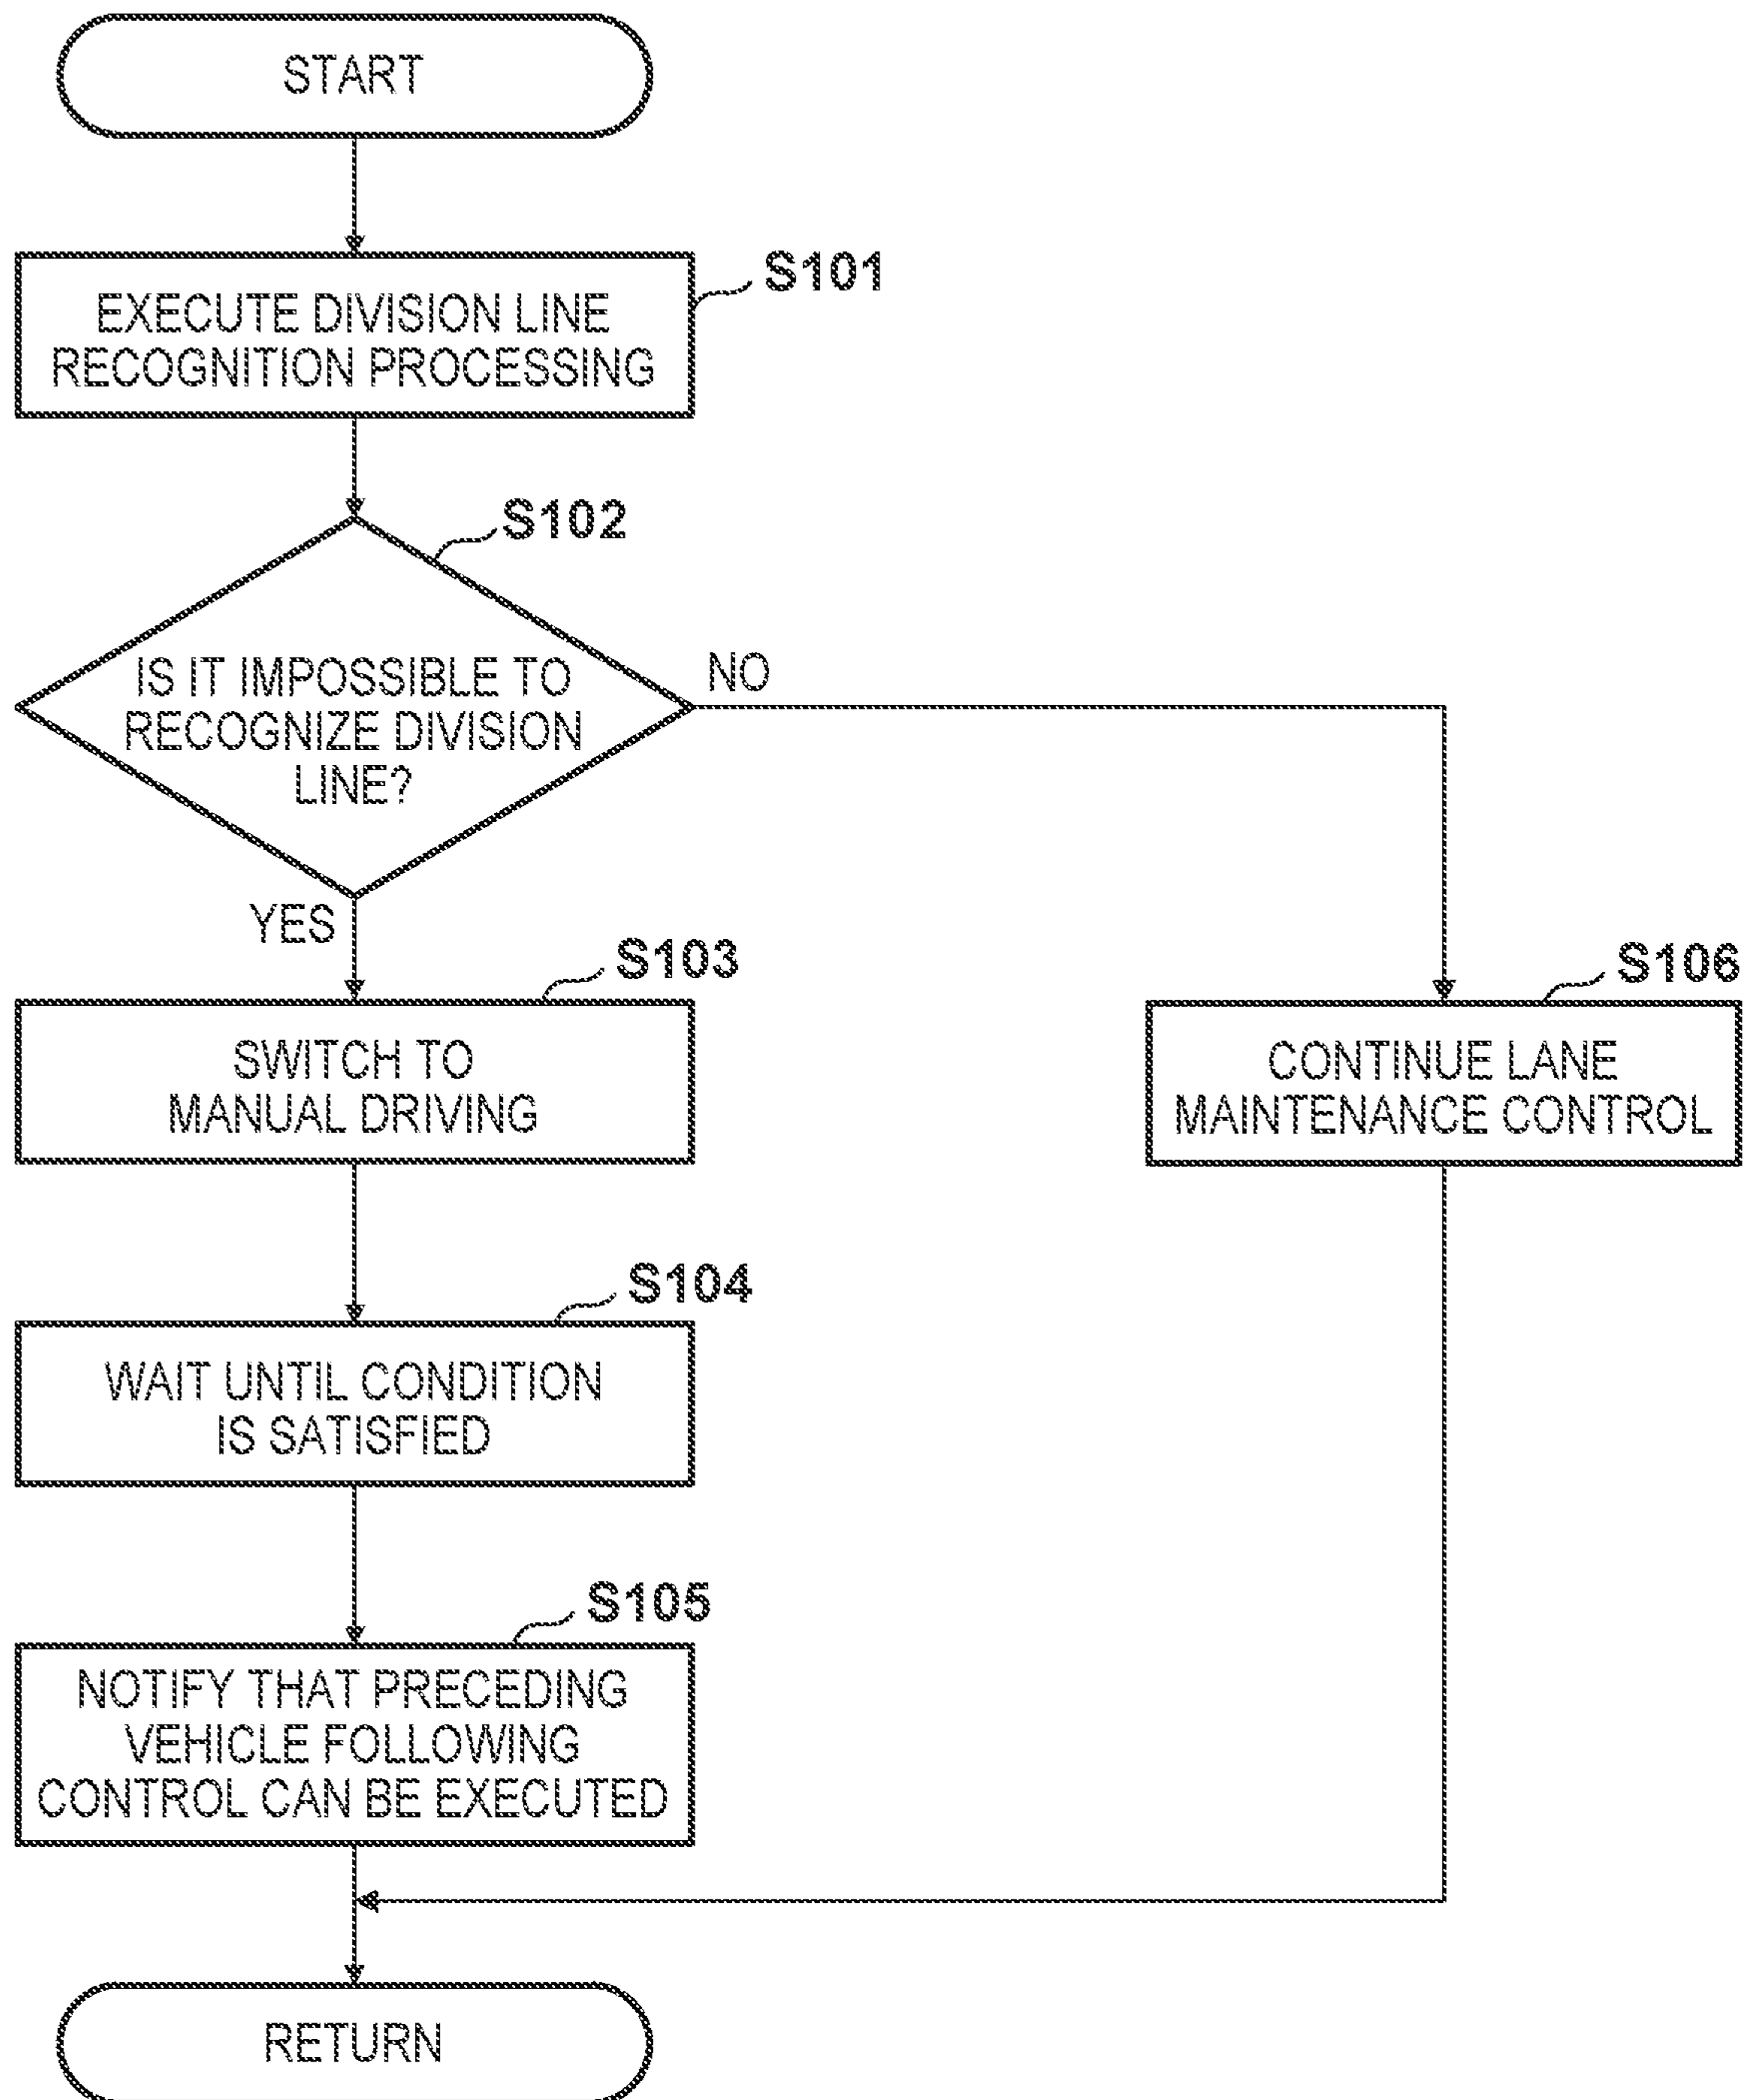 START
S101
EXECUTE DIVISION LINE
RECOGNITION PROCESSING
S102
IS IT IMPOSSIBLE TO
RECOGNIZE DIVISION
LINE?
NO
YES
S103
SWITCH TO
MANUAL DRIVING
S106
CONTINUE LANE
MAINTENANCE CONTROL
S104
WAIT UNTIL CONDITION
IS SATISFIED
S105
NOTIFY THAT PRECEDING
VEHICLE FOLLOWING
CONTROL CAN BE EXECUTED
RETURN